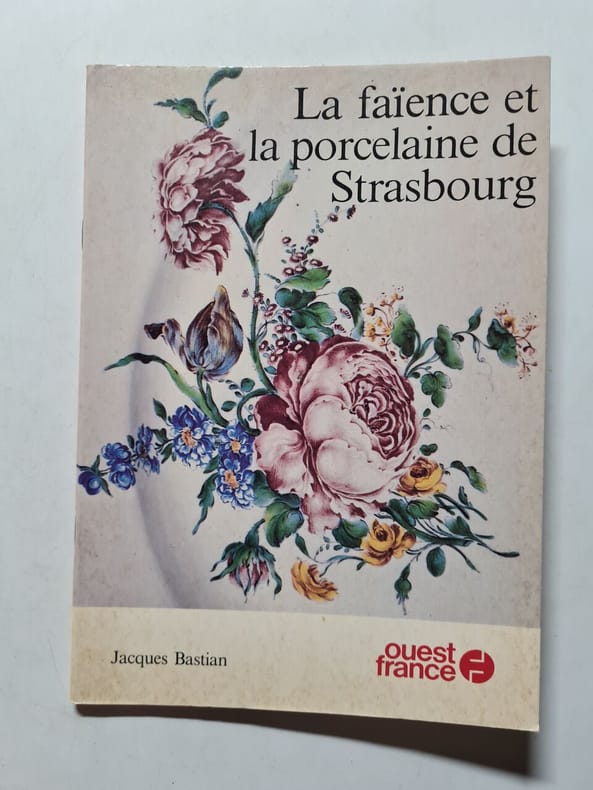 La faïence et
la porcelaine de
Strasbourg
Jacques Bastian
ouest
france